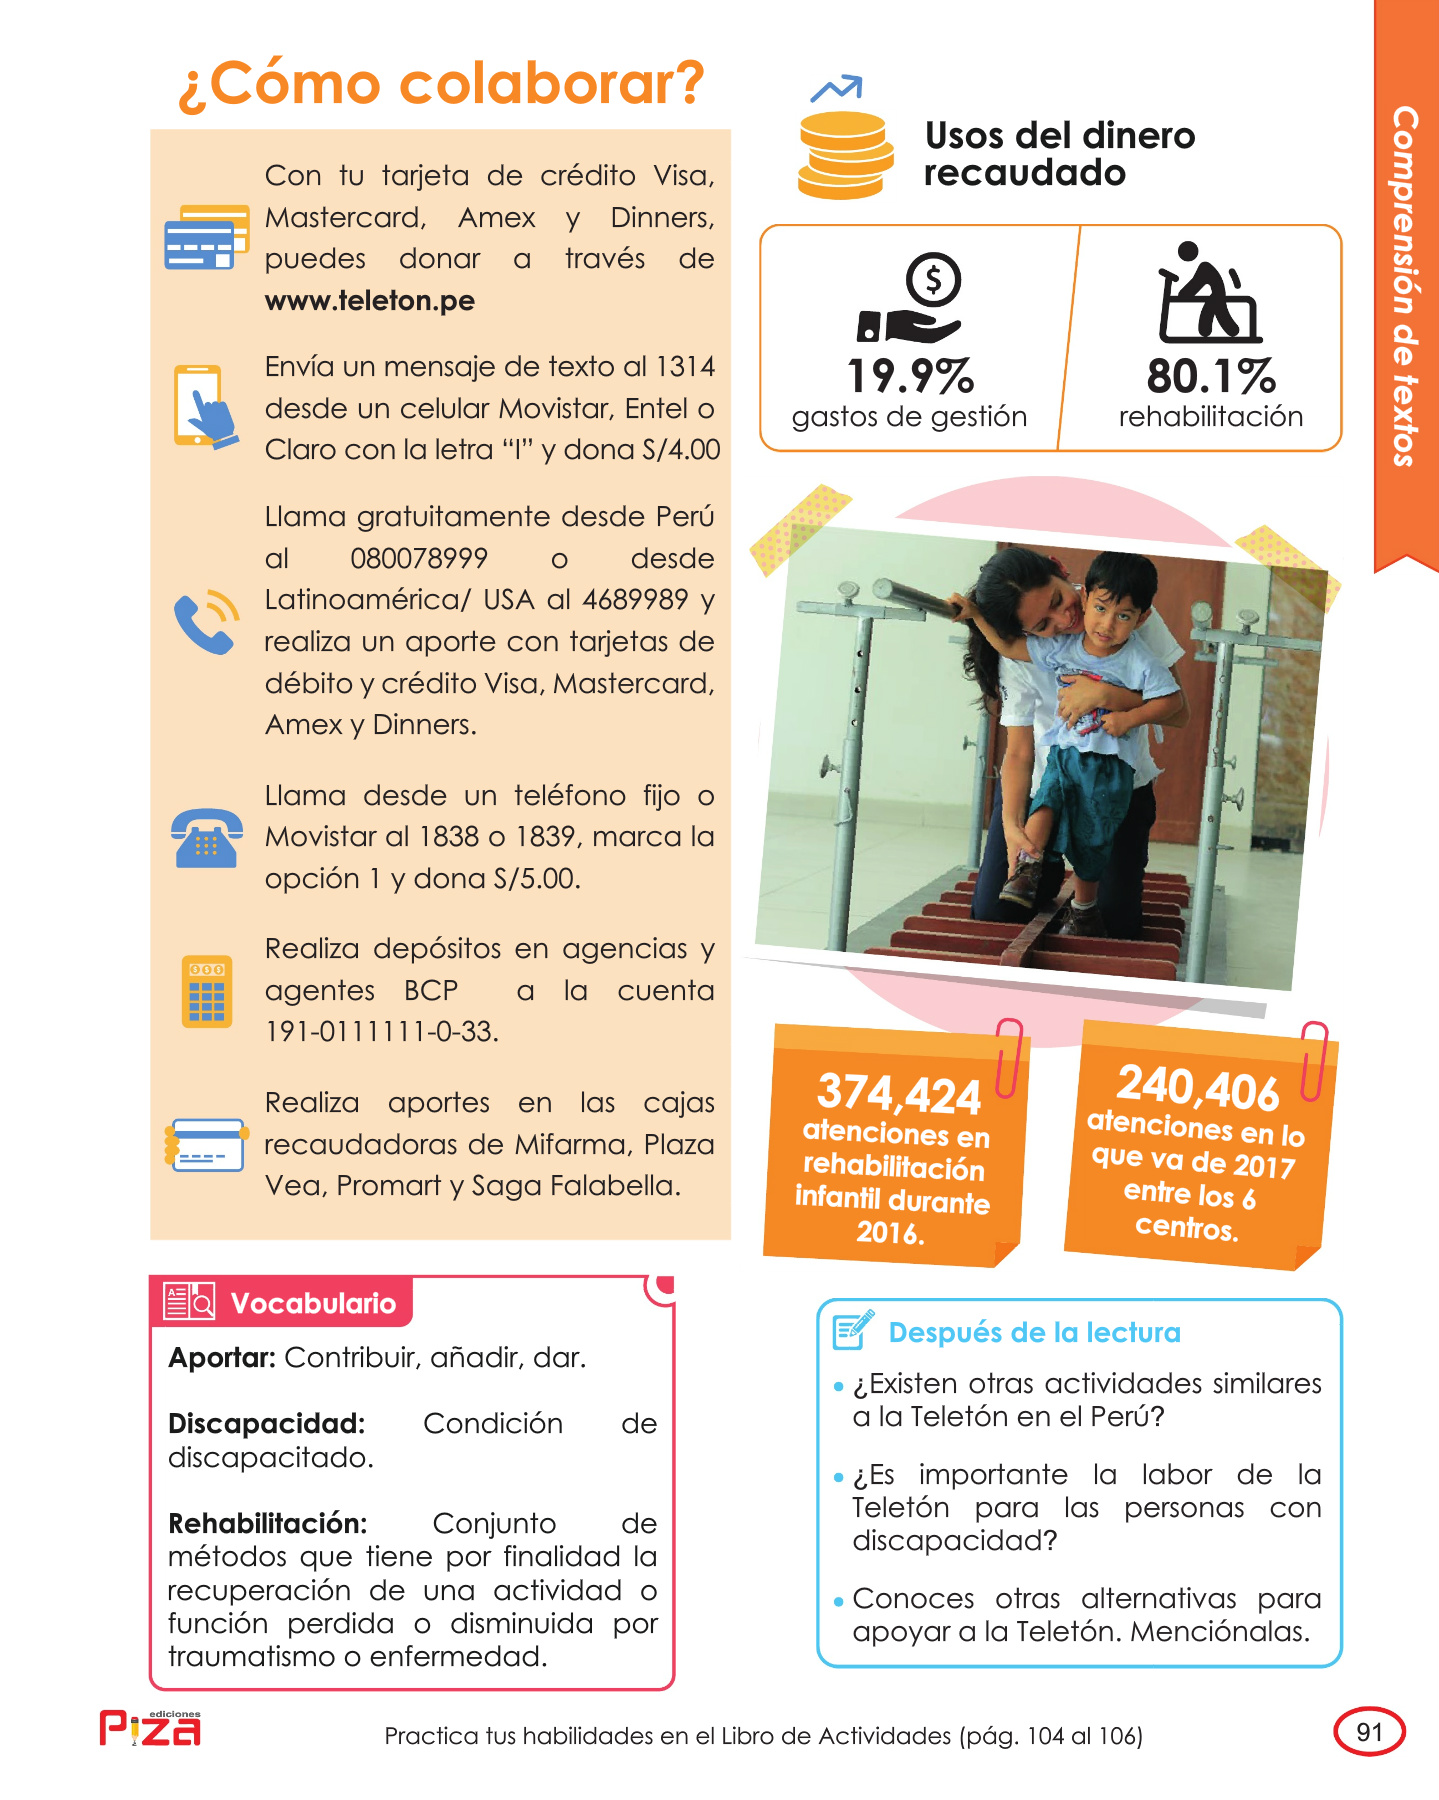 ¿Cómo colaborar?
Con tu tarjeta de crédito Visa,
Mastercard, Amex y Dinners,
puedes donar a través de
www.teleton.pe
Envía un mensaje de texto al 1314
desde un celular Movistar, Entel o
Claro con la letra “I” y dona S/4.00
Llama gratuitamente desde Perú
al 080078999 o desde
Latinoamérica/ USA al 4689989 y
realiza un aporte con tarjetas de
débito y crédito Visa, Mastercard,
Amex y Dinners.
Llama desde un teléfono fijo o
Movistar al 1838 o 1839, marca la
opción 1 y dona S/5.00.
Realiza depósitos en agencias y
agentes BCP a la cuenta
191-0111111-0-33.
Realiza aportes en las cajas
recaudadoras de Mifarma, Plaza
Vea, Promart y Saga Falabella.
Usos del dinero
recaudado
$
19.9%
gastos de gestión
80.1%
rehabilitación
374,424
atenciones en
rehabilitación
infantil durante
2016.
240,406
atenciones en lo
que va de 2017
entre los 6
centros.
Comprensión de textos
Vocabulario
Aportar: Contribuir, añadir, dar.
Discapacidad: Condición de
discapacitado.
Rehabilitación: Conjunto de
métodos que tiene por finalidad la
recuperación de una actividad o
función perdida o disminuida por
traumatismo o enfermedad.
Después de la lectura
• ¿Existen otras actividades similares
a la Teletón en el Perú?
• ¿Es importante la labor de la
Teletón para las personas con
discapacidad?
• Conoces otras alternativas para
apoyar a la Teletón. Menciónalas.
ediciones
Piza
Practica tus habilidades en el Libro de Actividades (pág. 104 al 106)
91